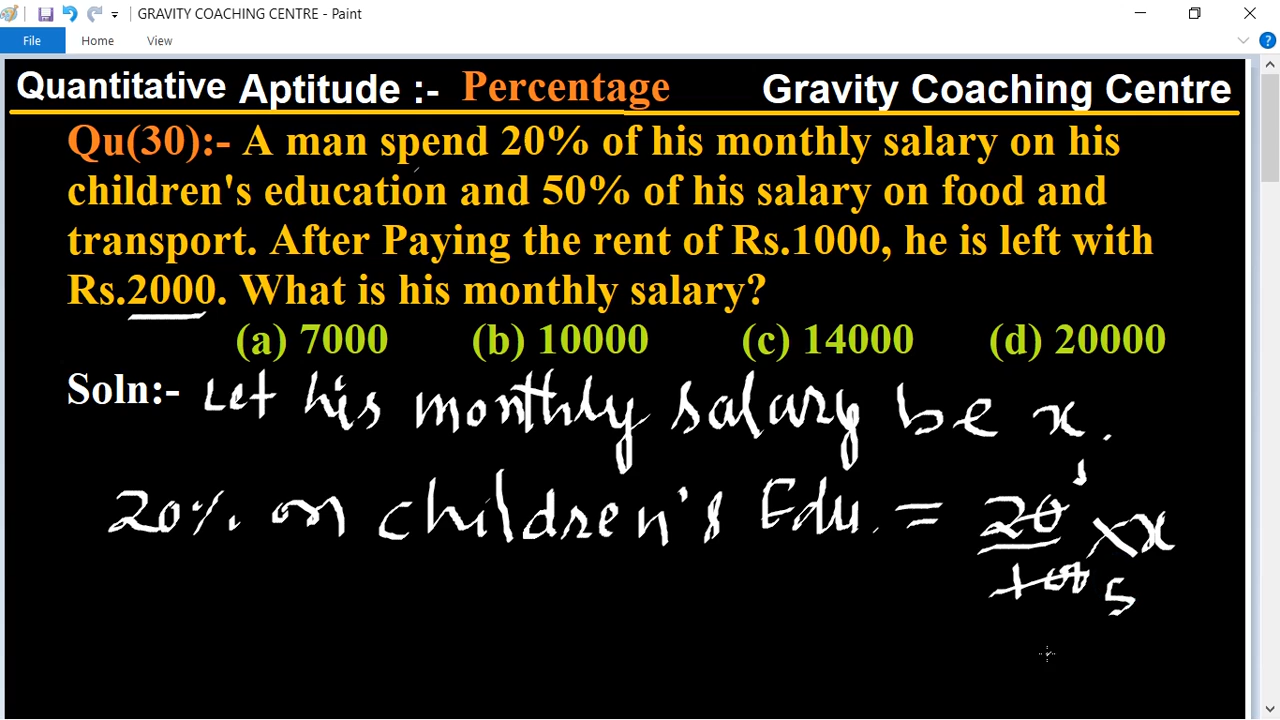 GRAVITY COACHING CENTRE - Paint
File Home View
Quantitative Aptitude :- Percentage Gravity Coaching Centre
Qu(30):- A man spend 20% of his monthly salary on his
children's education and 50% of his salary on food and
transport. After Paying the rent of Rs.1000, he is left with
Rs.2000. What is his monthly salary?
(a) 7000 (b) 10000 (c) 14000 (d) 20000
Soln:- Let his monthly salary be x.
20% on children's Edu. = 20/100 × x
1
5